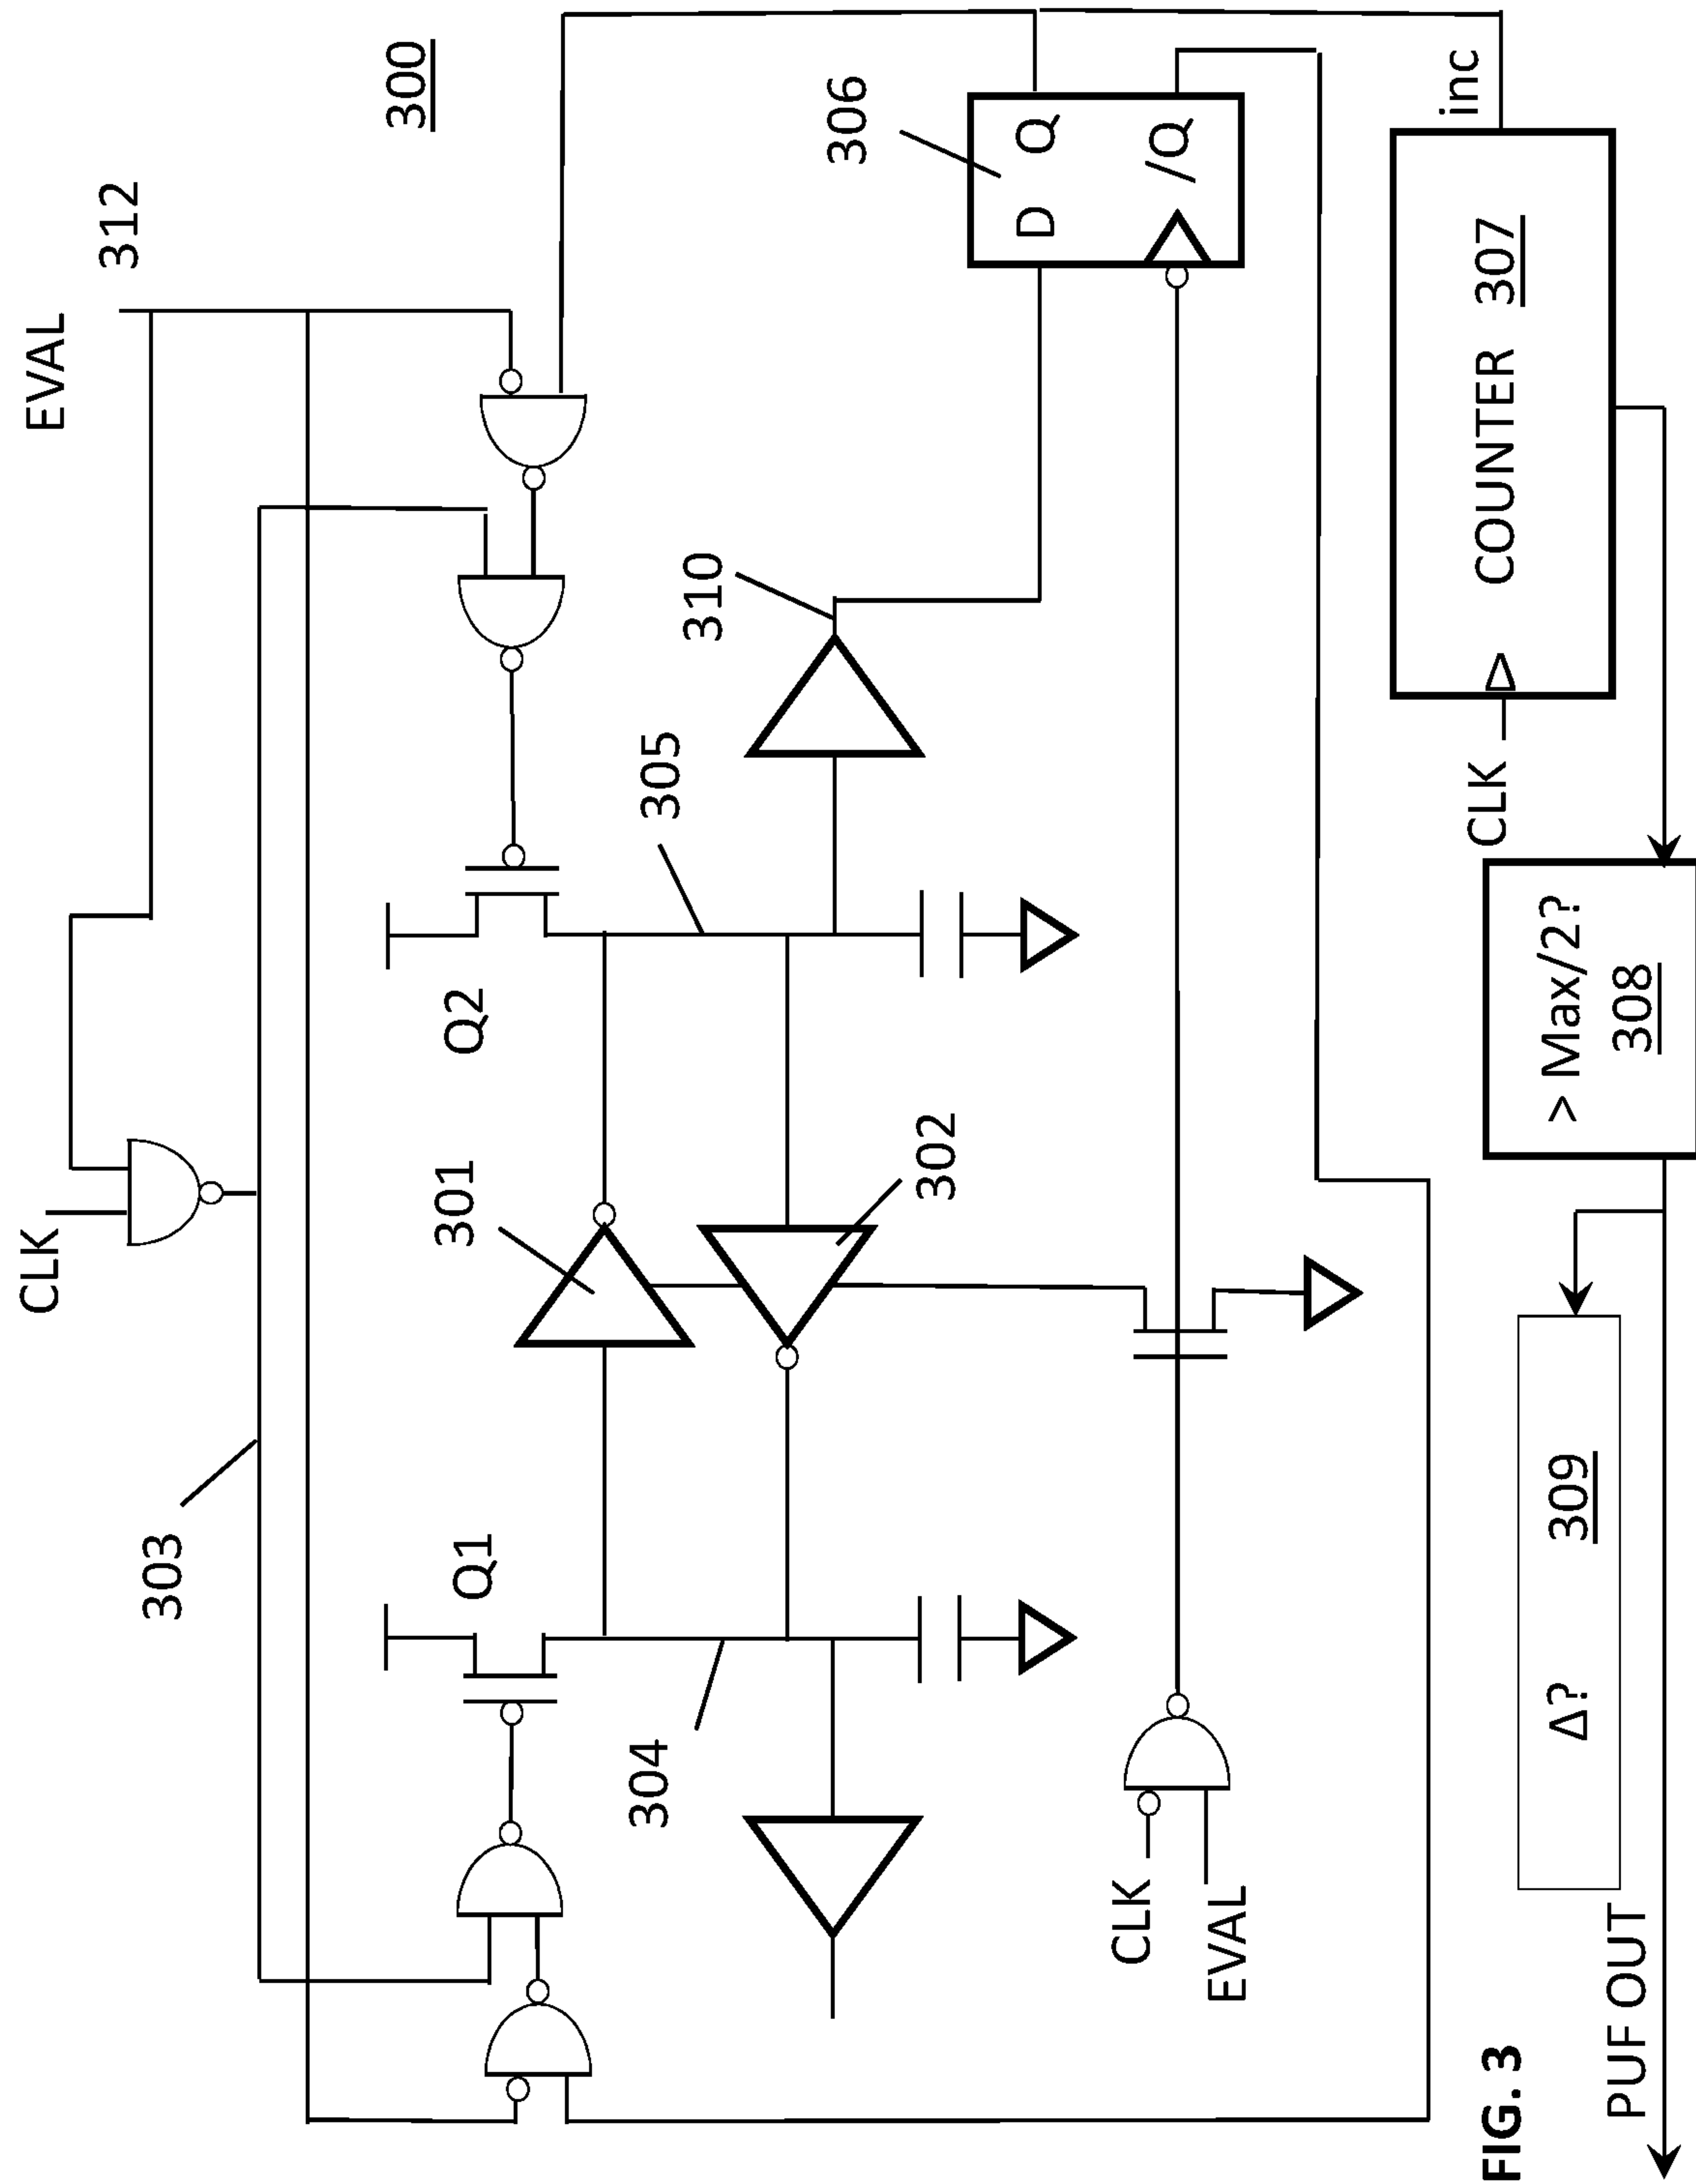 CLK
EVAL
312
303
300
Q1
301
Q2
304
305
310
306
302
D Q
/Q
CLK
EVAL
inc
CLK
COUNTER 307
> Max/2?
308
Δ? 309
FIG. 3
PUF OUT